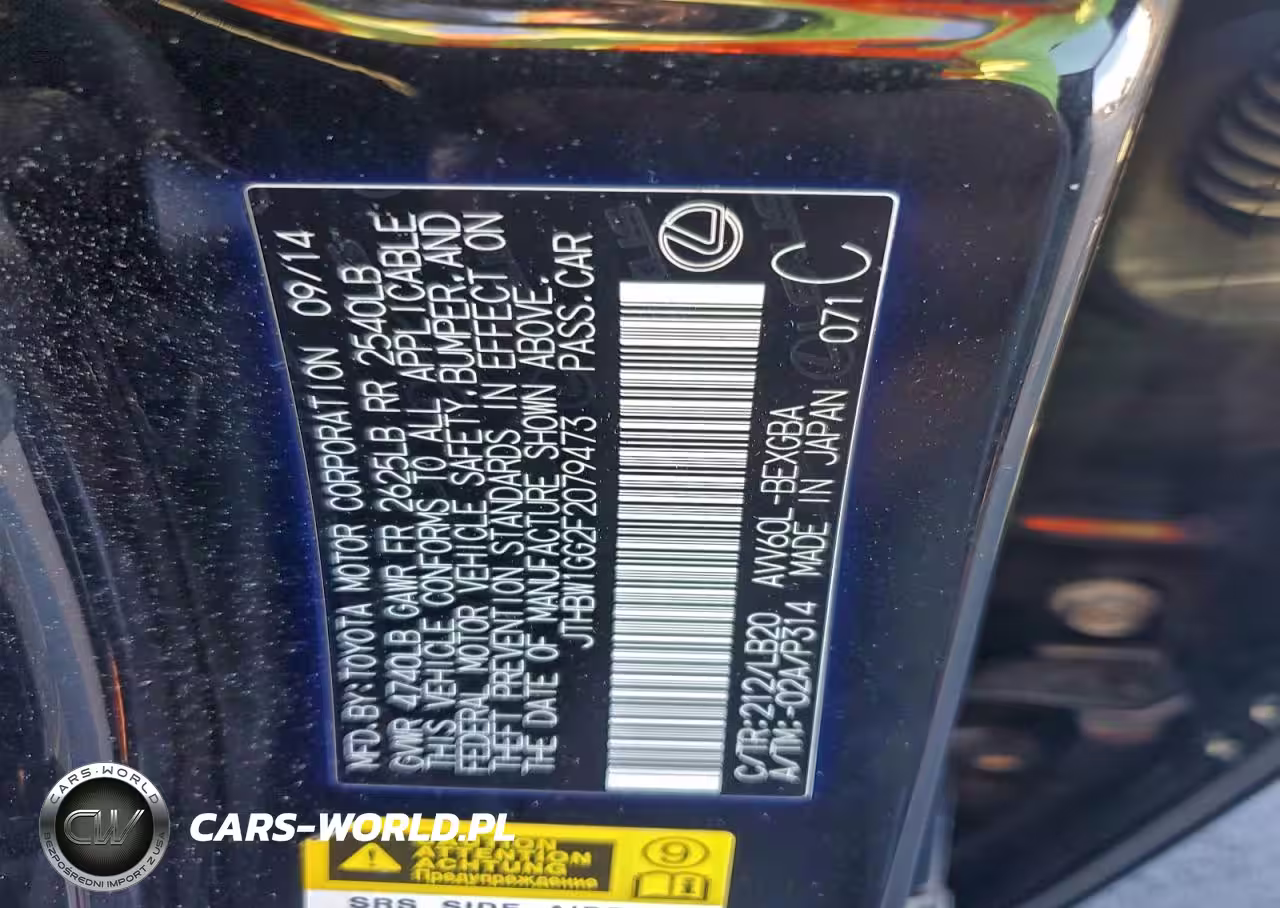 MFD.BY:TOYOTA MOTOR CORPORATION 09/14
GVWR 4740LB GAWR FR 2625LB RR 2540LB
THIS VEHICLE CONFORMS TO ALL APPLICABLE
FEDERAL MOTOR VEHICLE SAFETY,BUMPER,AND
THEFT PREVENTION STANDARDS IN EFFECT ON
THE DATE OF MANUFACTURE SHOWN ABOVE.
JTHBW1GG2F2079473 PASS.CAR
C/TR:212/LB20 AVV60L-BEXGBA C
A/TM:-02A/P314 MADE IN JAPAN 071
CARS-WORLD
CW
BEZPOŚREDNI IMPORT Z USA
CARS-WORLD.PL
CAUTION
ATTENTION
ACHTUNG
Предупреждение
9
SRS SIDE